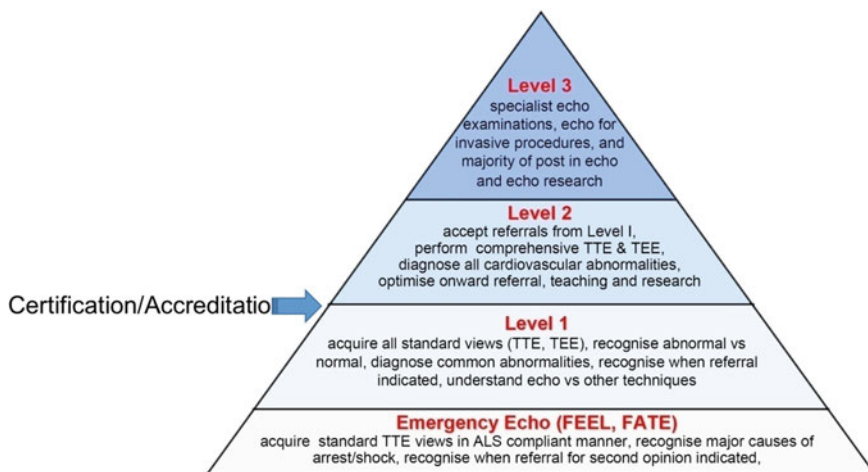 Level 3
specialist echo
examinations, echo for
invasive procedures, and
majority of post in echo
and echo research
Level 2
accept referrals from Level I,
perform comprehensive TTE & TEE,
diagnose all cardiovascular abnormalities,
optimise onward referral, teaching and research
Certification/Accreditatio
Level 1
acquire all standard views (TTE, TEE), recognise abnormal vs
normal, diagnose common abnormalities, recognise when referral
indicated, understand echo vs other techniques
Emergency Echo (FEEL, FATE)
acquire standard TTE views in ALS compliant manner, recognise major causes of
arrest/shock, recognise when referral for second opinion indicated,